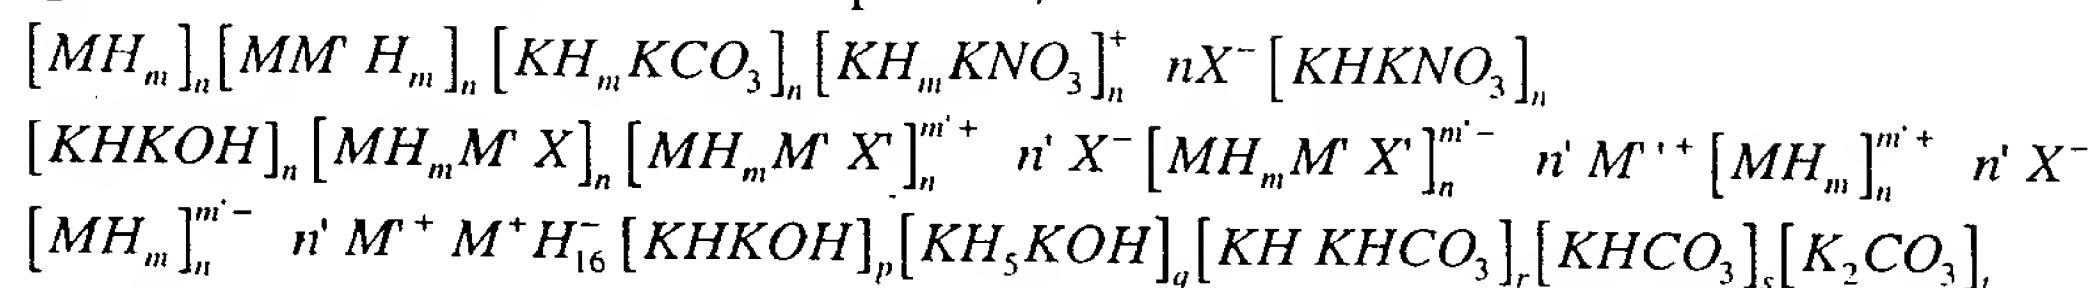 [MH_m]_n [MM' H_m]_n [KH_m KCO_3]_n [KH_m KNO_3]_n^+ nX^- [KHKNO_3]_n
[KHKOH]_n [MH_m M' X]_n [MH_m M' X']_n^{m'+} n' X^- [MH_m M' X']_n^{m'-} n' M'^{'+} [MH_m]_n^{m'+} n' X^-
[MH_m]_n^{m'-} n' M'^+ M^+ H_{16}^- [KHKOH]_p [KH_5 KOH]_q [KH KHCO_3]_r [KHCO_3]_s [K_2CO_3]_t